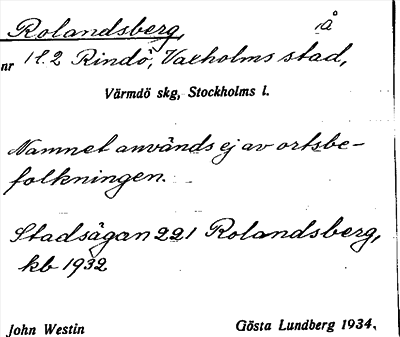 Rolandsberg, å
nr 1 l. 2 Rindö, Vaxholms stad,
Värmdö skg, Stockholms l.
Namnet används ej av ortsbe-
folkningen.
Stadsägan 221 Rolandsberg,
kb 1932
John Westin Gösta Lundberg 1934.